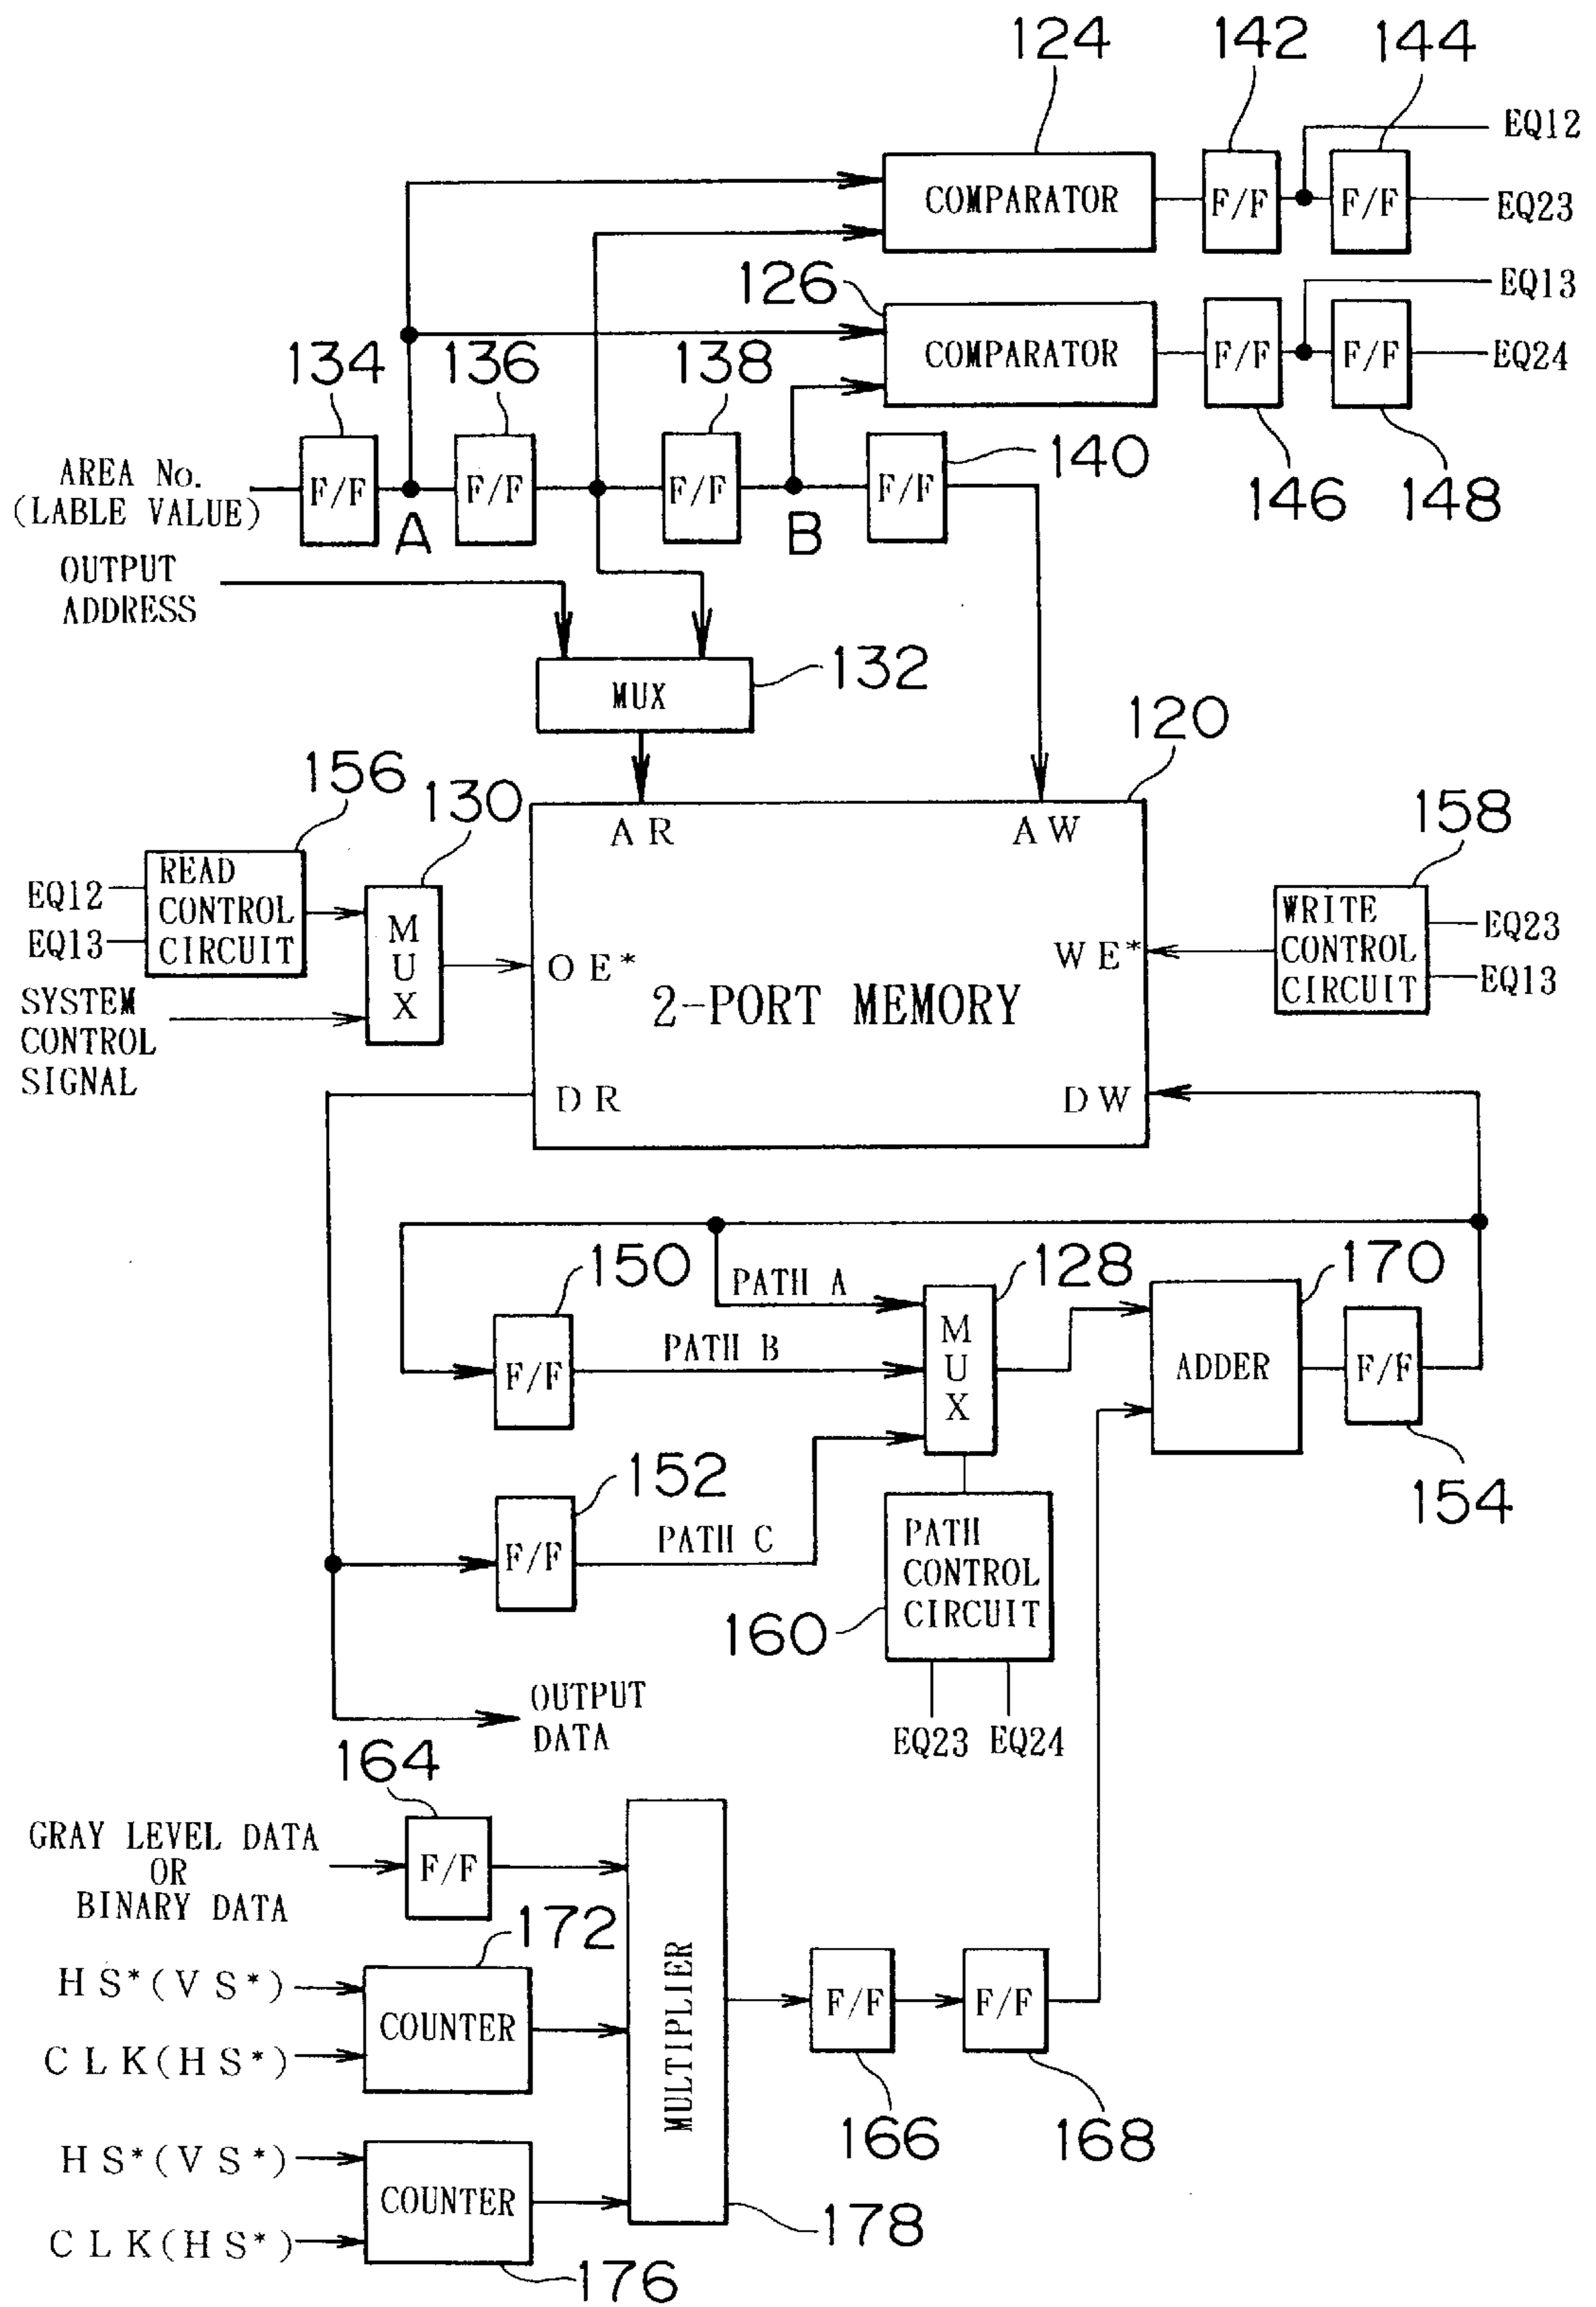 124
142
144
EQ12
COMPARATOR
F/F
F/F
EQ23
126
EQ13
COMPARATOR
F/F
F/F
EQ24
134
136
138
140
146
148
AREA No.
(LABLE VALUE)
F/F
A
F/F
F/F
B
F/F
OUTPUT
ADDRESS
MUX
132
120
156
130
158
AR
AW
EQ12
EQ13
READ
CONTROL
CIRCUIT
MUX
OE*
WE*
WRITE
CONTROL
CIRCUIT
EQ23
EQ13
SYSTEM
CONTROL
SIGNAL
2-PORT MEMORY
DR
DW
150
PATH A
128
170
F/F
PATH B
MUX
ADDER
F/F
152
154
F/F
PATH C
PATH
CONTROL
CIRCUIT
160
OUTPUT
DATA
EQ23
EQ24
164
GRAY LEVEL DATA
OR
BINARY DATA
F/F
172
HS*(VS*)
CLK(HS*)
COUNTER
MULTIPLIER
F/F
F/F
166
168
HS*(VS*)
CLK(HS*)
COUNTER
178
176